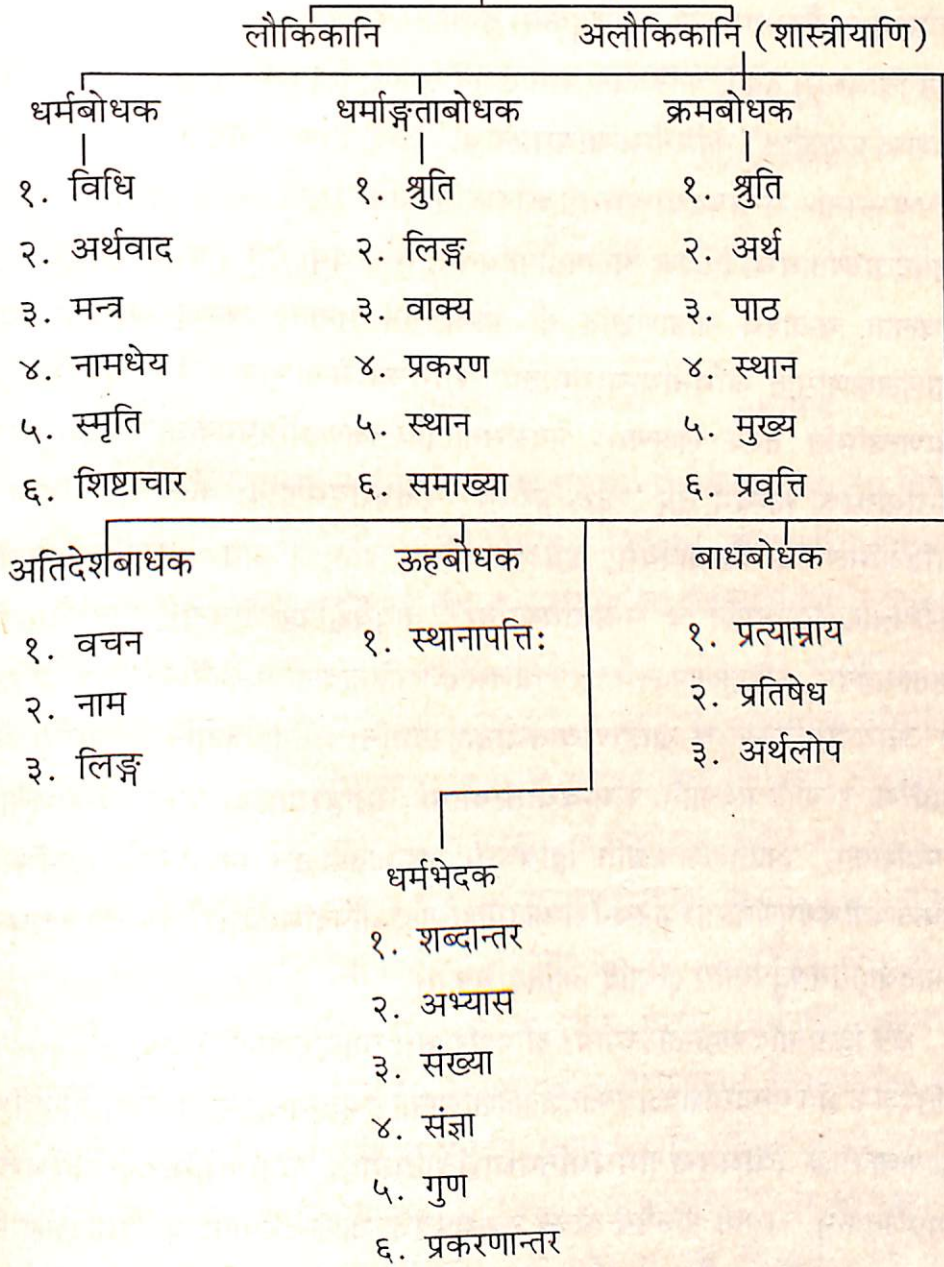 लौकिकानि अलौकिकानि (शास्त्रीयाणि)
धर्मबोधक धर्माङ्गताबोधक क्रमबोधक
१. विधि १. श्रुति १. श्रुति
२. अर्थवाद २. लिङ्ग २. अर्थ
३. मन्त्र ३. वाक्य ३. पाठ
४. नामधेय ४. प्रकरण ४. स्थान
५. स्मृति ५. स्थान ५. मुख्य
६. शिष्टाचार ६. समाख्या ६. प्रवृत्ति
अतिदेशबाधक ऊहबोधक बाधबोधक
१. वचन १. स्थानापत्तिः १. प्रत्याम्नाय
२. नाम २. प्रतिषेध
३. लिङ्ग ३. अर्थलोप
धर्मभेदक
१. शब्दान्तर
२. अभ्यास
३. संख्या
४. संज्ञा
५. गुण
६. प्रकरणान्तर